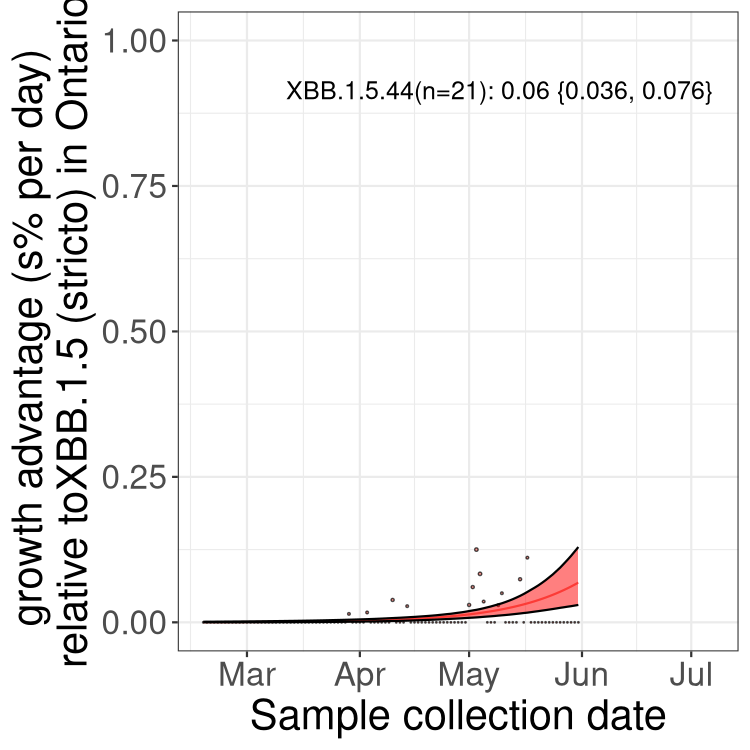 growth advantage (s% per day)
relative toXBB.1.5 (stricto) in Ontario
1.00
0.75
0.50
0.25
0.00
XBB.1.5.44(n=21): 0.06 {0.036, 0.076}
Mar Apr May Jun Jul
Sample collection date